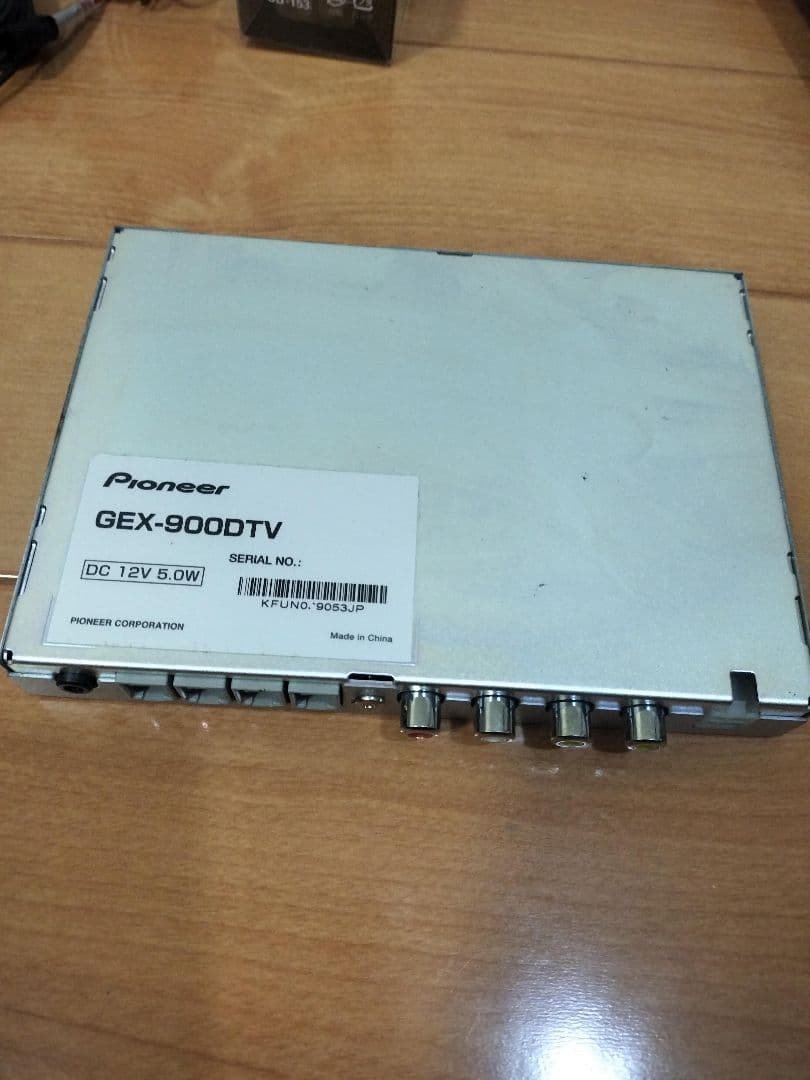 Pioneer
GEX-900DTV
SERIAL NO.:
DC 12V 5.0W
PIONEER CORPORATION
Made in China